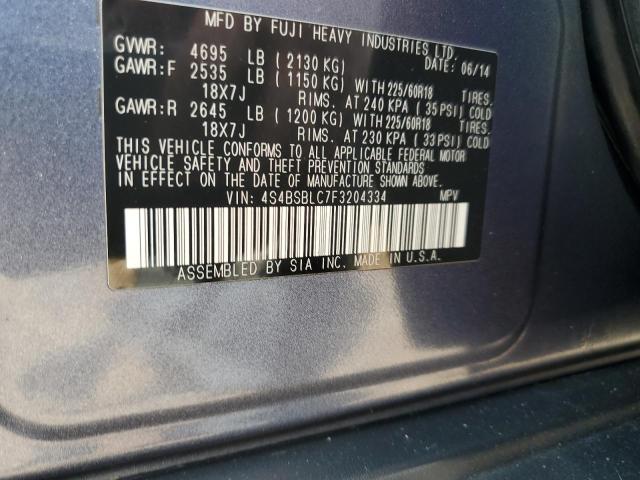 MFD BY FUJI HEAVY INDUSTRIES LTD.
GVWR: 4695 LB (2130 KG) DATE: 06/14
GAWR:F 2535 LB (1150 KG) WITH 225/60R18 TIRES.
18X7J RIMS. AT 240 KPA (35 PSI) COLD
GAWR:R 2645 LB (1200 KG) WITH 225/60R18 TIRES.
18X7J RIMS. AT 230 KPA (33 PSI) COLD
THIS VEHICLE CONFORMS TO ALL APPLICABLE FEDERAL MOTOR
VEHICLE SAFETY AND THEFT PREVENTION STANDARDS
IN EFFECT ON THE DATE OF MANUFACTURE SHOWN ABOVE.
VIN: 4S4BSBLC7F3204334 MPV
ASSEMBLED BY SIA INC. MADE IN U.S.A.